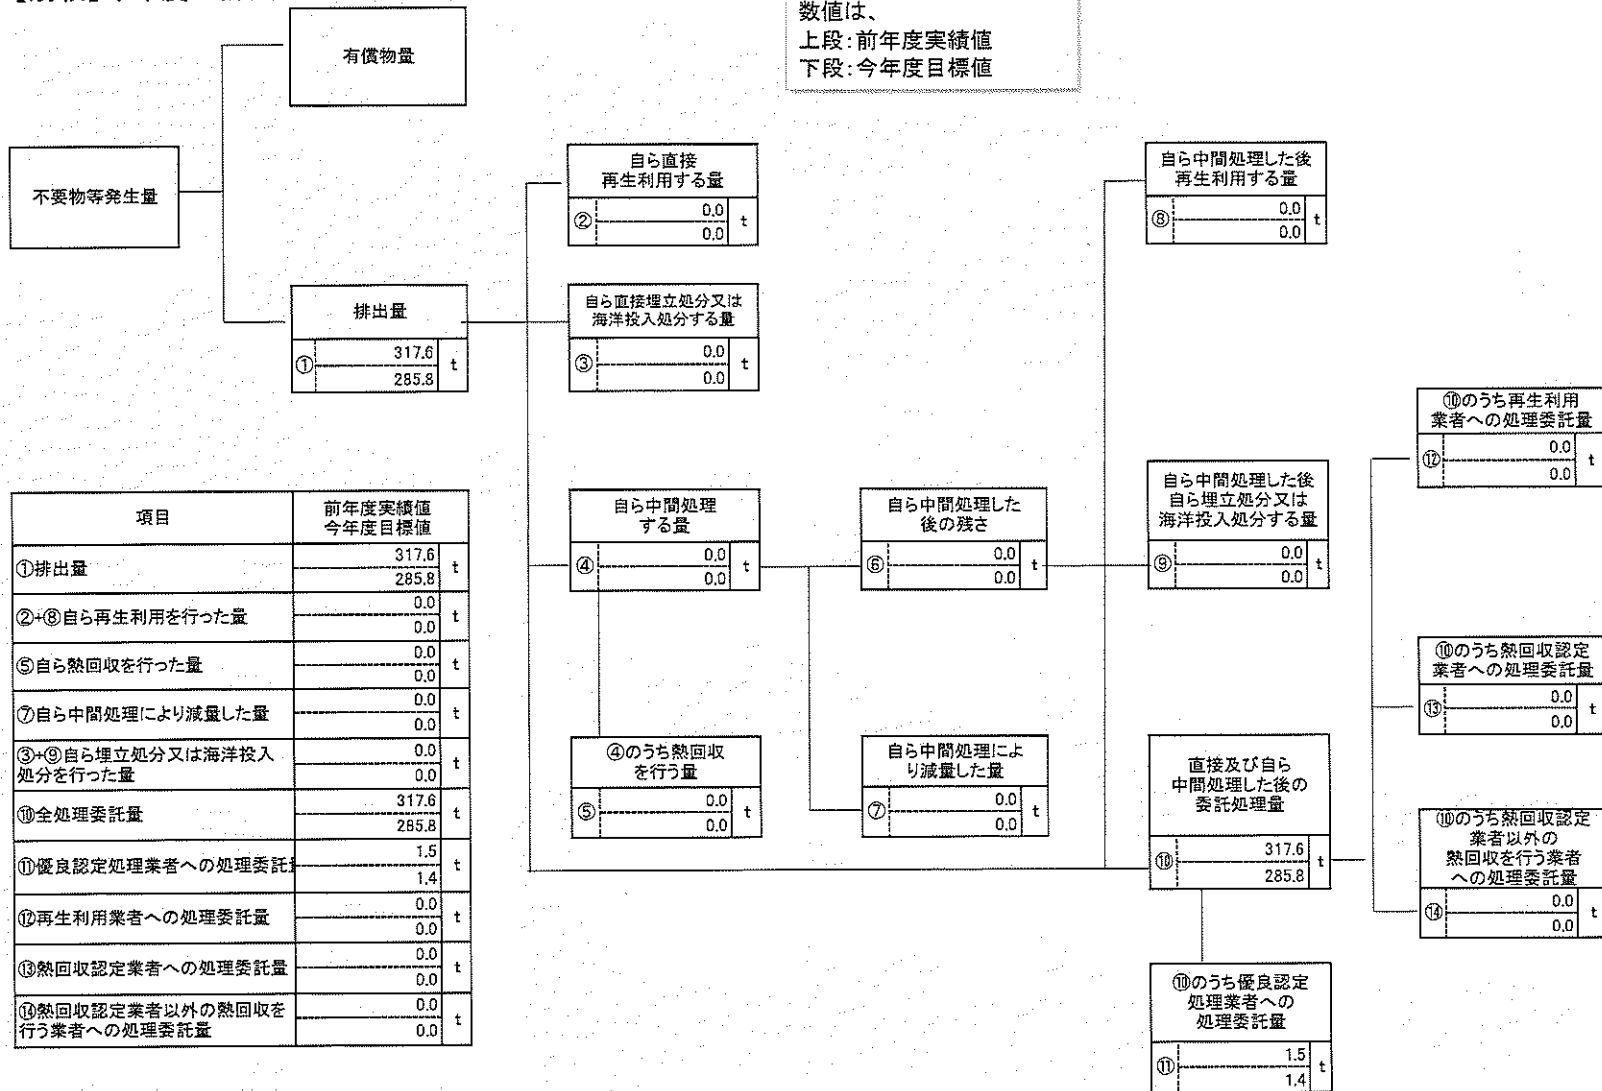 数値は、
上段：前年度実績値
下段：今年度目標値
有償物量
不要物等発生量
排出量
①
317.6
285.8
t
自ら直接
再生利用する量
②
0.0
0.0
t
自ら直接埋立処分又は
海洋投入処分する量
③
0.0
0.0
t
自ら中間処理
する量
④
0.0
0.0
t
④のうち熱回収
を行う量
⑤
0.0
0.0
t
自ら中間処理した
後の残さ
⑥
0.0
0.0
t
自ら中間処理によ
り減量した量
⑦
0.0
0.0
t
自ら中間処理した後
再生利用する量
⑧
0.0
0.0
t
自ら中間処理した後
自ら埋立処分又は
海洋投入処分する量
⑨
0.0
0.0
t
直接及び自ら
中間処理した後の
委託処理量
⑩
317.6
285.8
t
⑩のうち優良認定
処理業者への
処理委託量
⑪
1.5
1.4
t
⑩のうち再生利用
業者への処理委託量
⑫
0.0
0.0
t
⑩のうち熱回収認定
業者への処理委託量
⑬
0.0
0.0
t
⑩のうち熱回収認定
業者以外の
熱回収を行う業者
への処理委託量
⑭
0.0
0.0
t
項目
前年度実績値
今年度目標値
①排出量
317.6
285.8
t
②+⑧自ら再生利用を行った量
0.0
0.0
t
⑤自ら熱回収を行った量
0.0
0.0
t
⑦自ら中間処理により減量した量
0.0
0.0
t
③+⑨自ら埋立処分又は海洋投入
処分を行った量
0.0
0.0
t
⑩全処理委託量
317.6
285.8
t
⑪優良認定処理業者への処理委託
1.5
1.4
t
⑫再生利用業者への処理委託量
0.0
0.0
t
⑬熱回収認定業者への処理委託量
0.0
0.0
t
⑭熱回収認定業者以外の熱回収を
行う業者への処理委託量
0.0
0.0
t